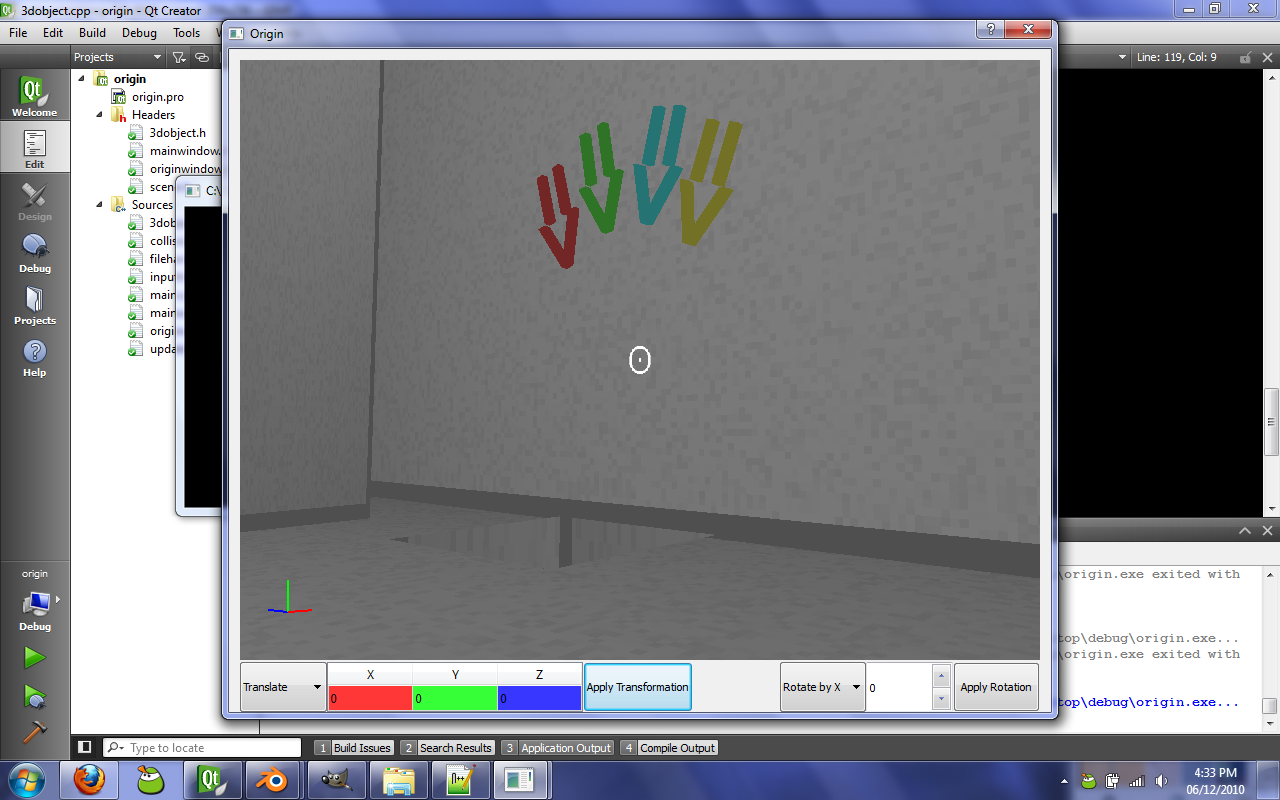 3dobject.cpp - origin - Qt Creator
File Edit Build Debug Tools
Origin
Projects
Line: 119, Col: 9
origin
origin.pro
Headers
3dobject.h
mainwindow.
originwindow
scen
Sources
C:\
3dob
collis
fileha
input
main
main
origi
upda
Welcome
Edit
Design
Debug
Projects
Help
origin
Debug
\origin.exe exited with
top\debug\origin.exe...
\origin.exe exited with
top\debug\origin.exe...
Translate
X Y Z
0 0 0
Apply Transformation
Rotate by X
0
Apply Rotation
Type to locate
1 Build Issues 2 Search Results 3 Application Output 4 Compile Output
4:33 PM
06/12/2010